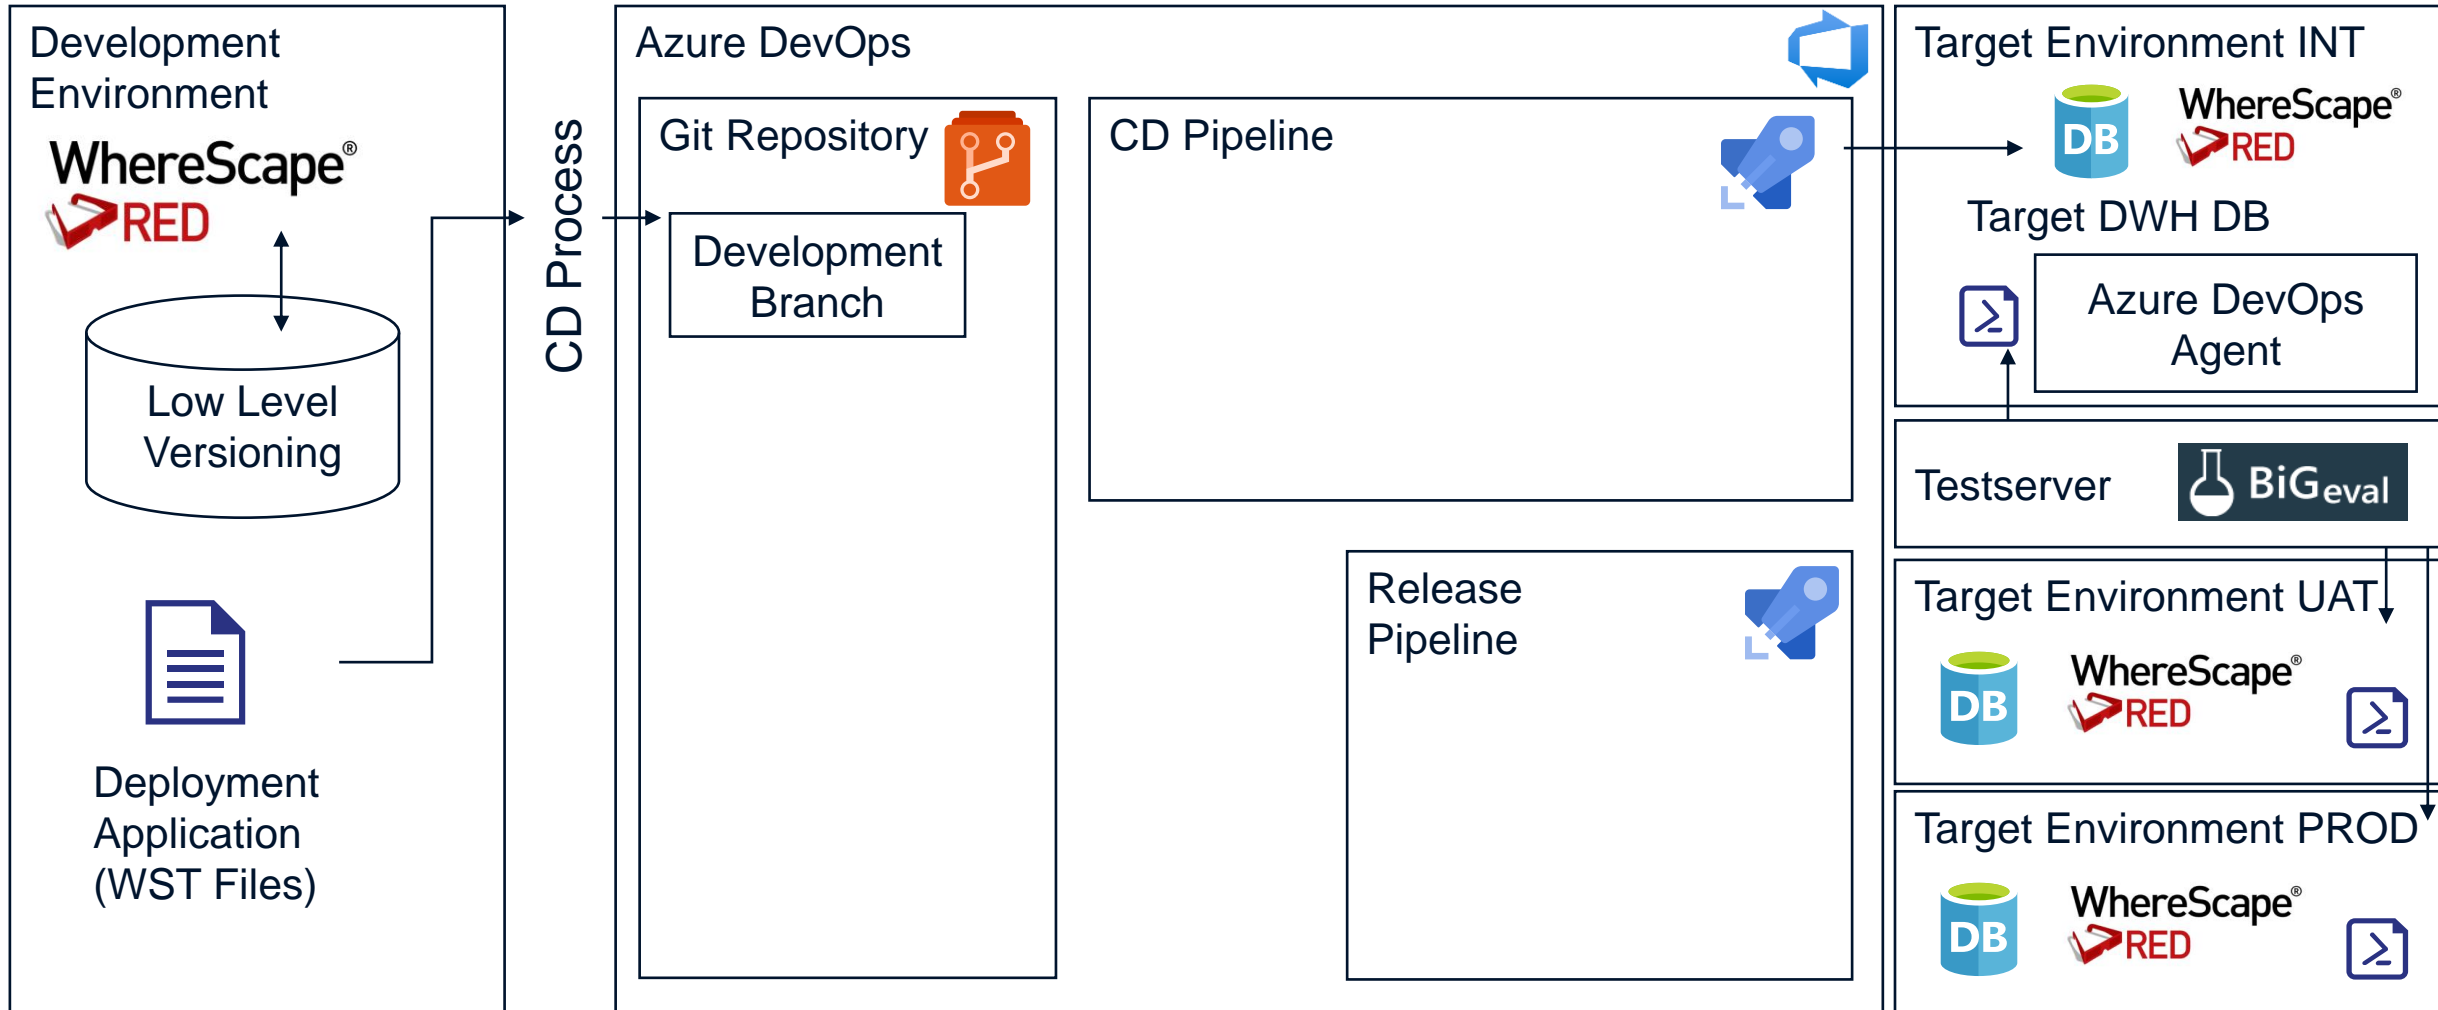 Development
Environment
WhereScape®
RED
Low Level
Versioning
Deployment
Application
(WST Files)
CD Process
Azure DevOps
Git Repository
Development
Branch
CD Pipeline
Release
Pipeline
Target Environment INT
DB
WhereScape®
RED
Target DWH DB
Azure DevOps
Agent
Testserver
BiGeval
Target Environment UAT
DB
WhereScape®
RED
Target Environment PROD
DB
WhereScape®
RED